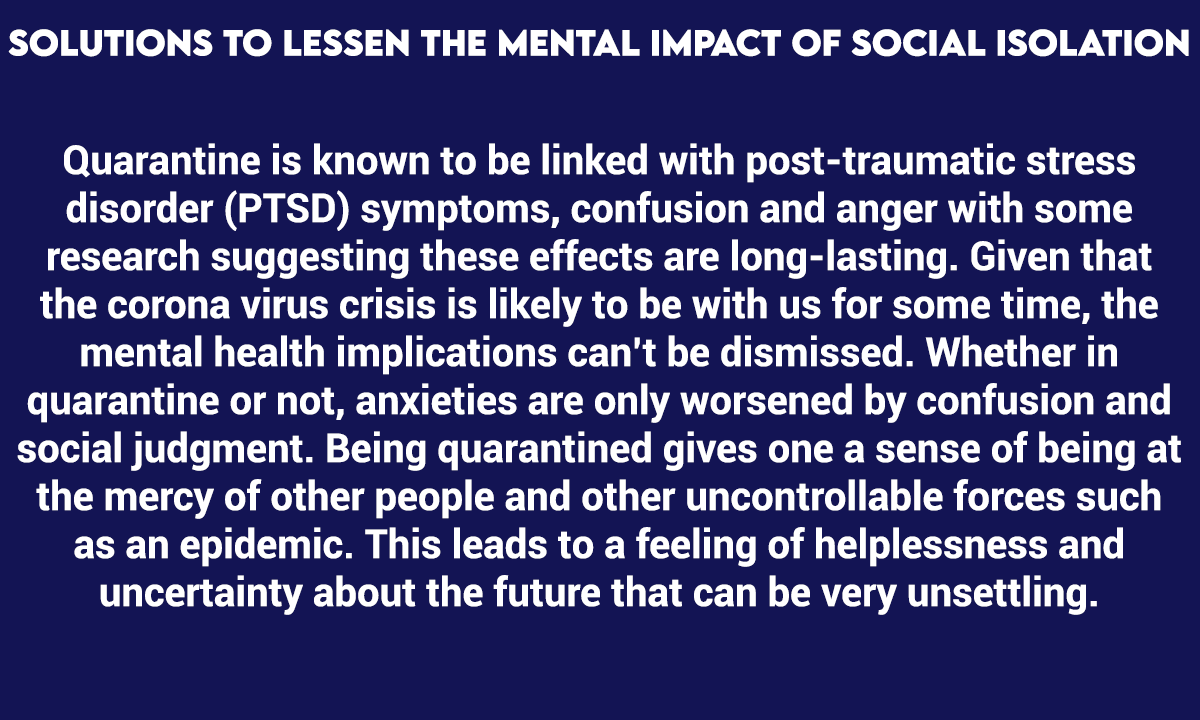 SOLUTIONS TO LESSEN THE MENTAL IMPACT OF SOCIAL ISOLATION
Quarantine is known to be linked with post-traumatic stress
disorder (PTSD) symptoms, confusion and anger with some
research suggesting these effects are long-lasting. Given that
the corona virus crisis is likely to be with us for some time, the
mental health implications can't be dismissed. Whether in
quarantine or not, anxieties are only worsened by confusion and
social judgment. Being quarantined gives one a sense of being at
the mercy of other people and other uncontrollable forces such
as an epidemic. This leads to a feeling of helplessness and
uncertainty about the future that can be very unsettling.